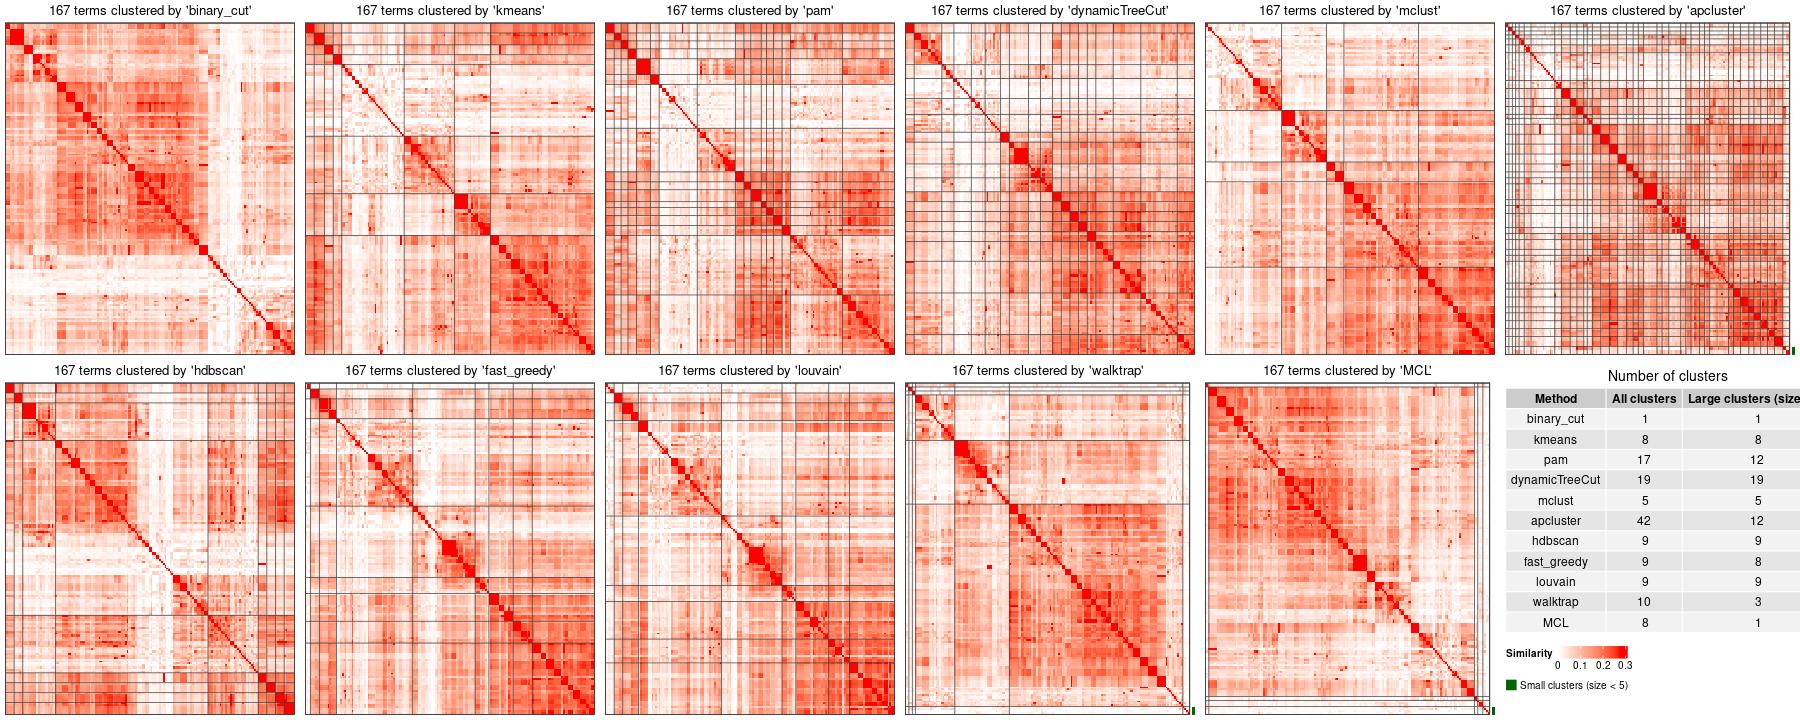 167 terms clustered by 'binary_cut'
167 terms clustered by 'kmeans'
167 terms clustered by 'pam'
167 terms clustered by 'dynamicTreeCut'
167 terms clustered by 'mclust'
167 terms clustered by 'apcluster'
167 terms clustered by 'hdbscan'
167 terms clustered by 'fast_greedy'
167 terms clustered by 'louvain'
167 terms clustered by 'walktrap'
167 terms clustered by 'MCL'
Number of clusters
Method All clusters Large clusters (size
binary_cut 1 1
kmeans 8 8
pam 17 12
dynamicTreeCut 19 19
mclust 5 5
apcluster 42 12
hdbscan 9 9
fast_greedy 9 8
louvain 9 9
walktrap 10 3
MCL 8 1
Similarity
0 0.1 0.2 0.3
Small clusters (size < 5)